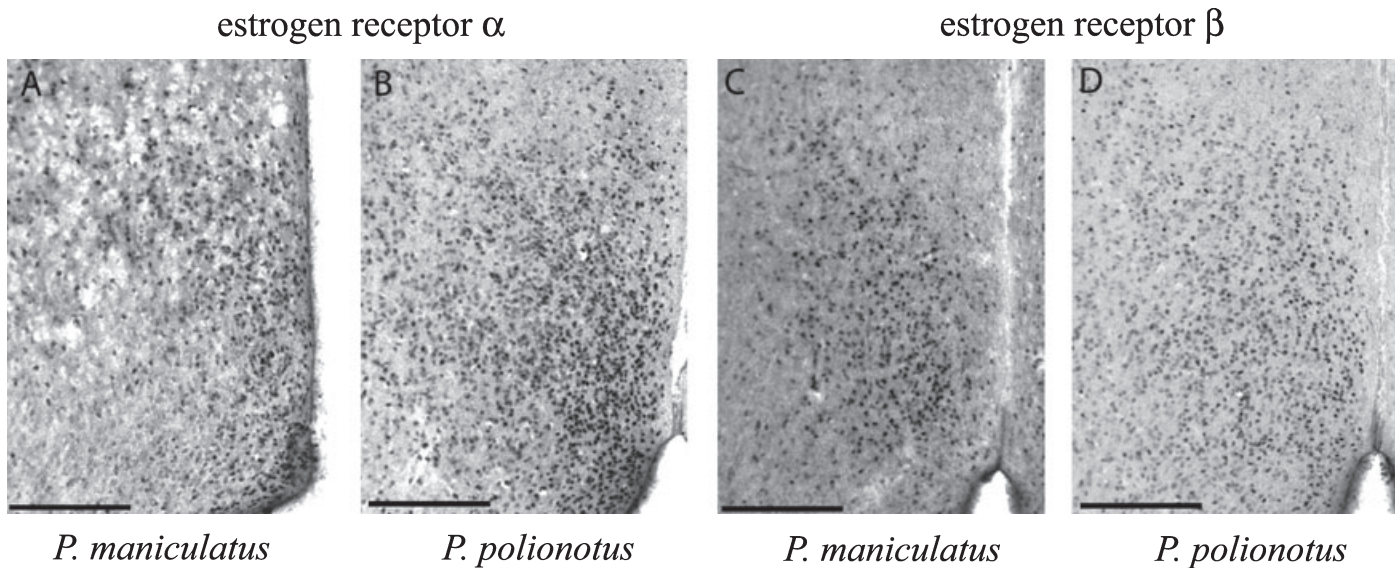 estrogen receptor α
estrogen receptor β
A
B
C
D
P. maniculatus
P. polionotus
P. maniculatus
P. polionotus